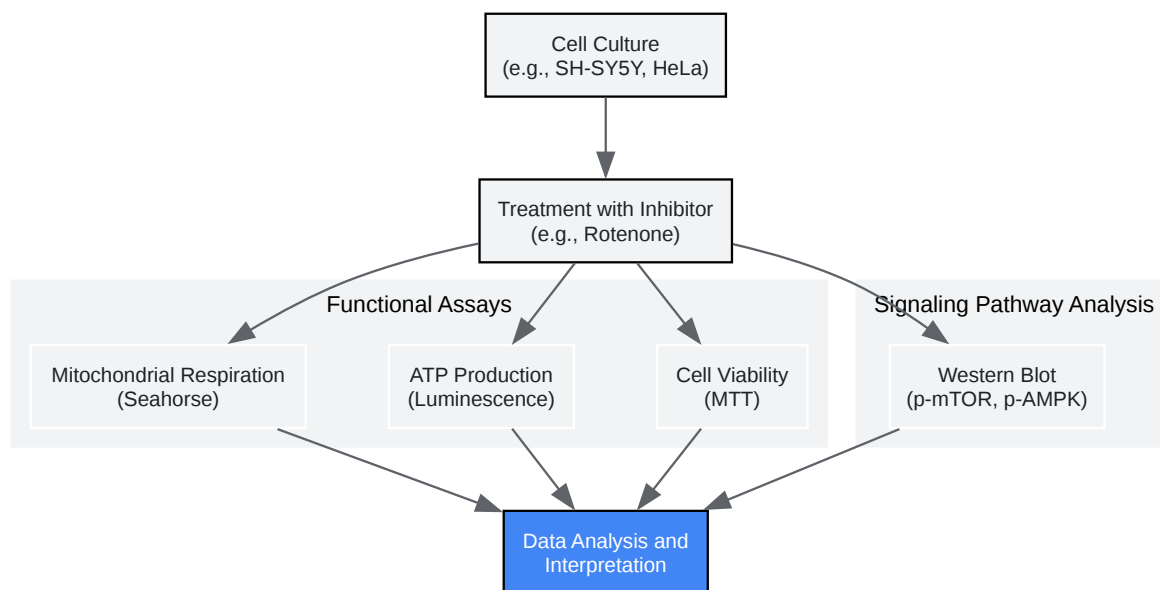 Cell Culture
(e.g., SH-SY5Y, HeLa)
Treatment with Inhibitor
(e.g., Rotenone)
Functional Assays
Signaling Pathway Analysis
Mitochondrial Respiration
(Seahorse)
ATP Production
(Luminescence)
Cell Viability
(MTT)
Western Blot
(p-mTOR, p-AMPK)
Data Analysis and
Interpretation